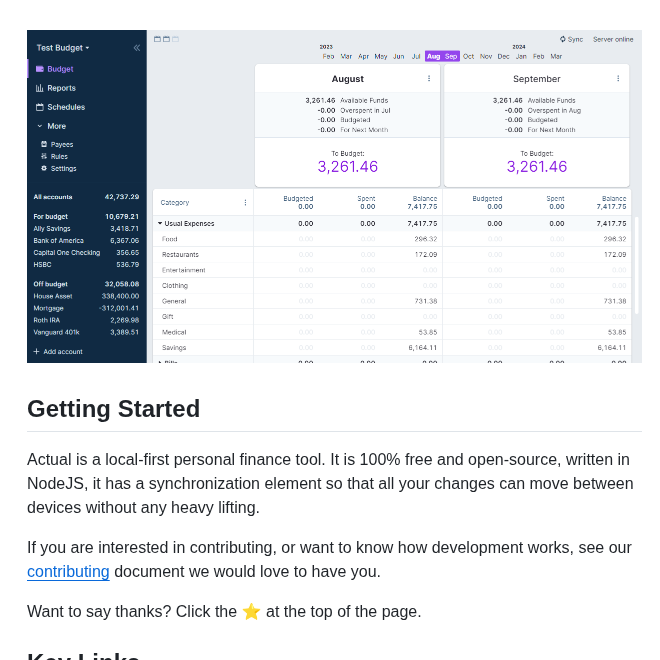 Test Budget
Budget
Reports
Schedules
More
Payees
Rules
Settings
All accounts 42,737.29
For budget 10,679.21
Ally Savings 3,418.71
Bank of America 6,367.06
Capital One Checking 356.65
HSBC 536.79
Off budget 32,058.08
House Asset 338,400.00
Mortgage -312,001.41
Roth IRA 2,269.98
Vanguard 401k 3,389.51
+ Add account
Sync Server online
2023 2024
Feb Mar Apr May Jun Jul Aug Sep Oct Nov Dec Jan Feb Mar
August
3,261.46 Available Funds
-0.00 Overspent in Jul
-0.00 Budgeted
-0.00 For Next Month
To Budget:
3,261.46
September
3,261.46 Available Funds
-0.00 Overspent in Aug
-0.00 Budgeted
-0.00 For Next Month
To Budget:
3,261.46
Category Budgeted Spent Balance Budgeted Spent Balance
0.00 0.00 7,417.75 0.00 0.00 7,417.75
Usual Expenses 0.00 0.00 7,417.75 0.00 0.00 7,417.75
Food 0.00 0.00 296.32 0.00 0.00 296.32
Restaurants 0.00 0.00 172.09 0.00 0.00 172.09
Entertainment 0.00 0.00 0.00 0.00 0.00 0.00
Clothing 0.00 0.00 0.00 0.00 0.00 0.00
General 0.00 0.00 731.38 0.00 0.00 731.38
Gift 0.00 0.00 0.00 0.00 0.00 0.00
Medical 0.00 0.00 53.85 0.00 0.00 53.85
Savings 0.00 0.00 6,164.11 0.00 0.00 6,164.11
Getting Started
Actual is a local-first personal finance tool. It is 100% free and open-source, written in
NodeJS, it has a synchronization element so that all your changes can move between
devices without any heavy lifting.
If you are interested in contributing, or want to know how development works, see our
contributing document we would love to have you.
Want to say thanks? Click the ⭐ at the top of the page.
Key Links